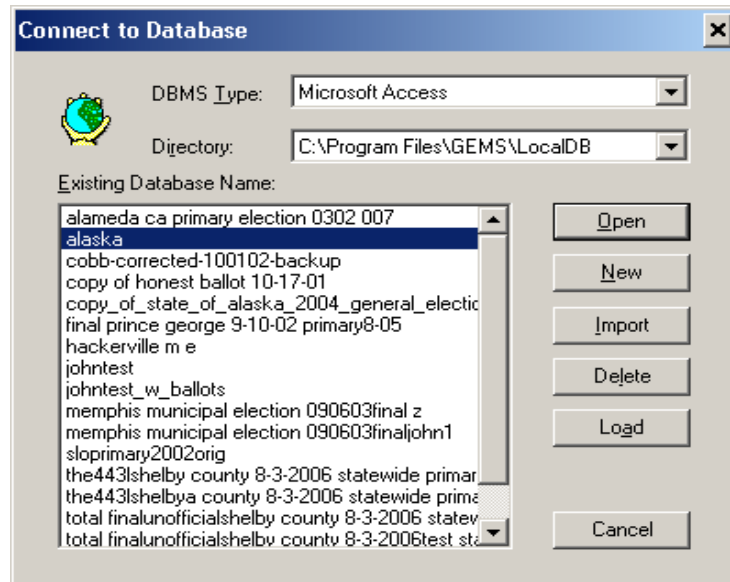 Connect to Database
DBMS Type:
Microsoft Access
Directory:
C:\Program Files\GEMS\LocalDB
Existing Database Name:
alameda ca primary election 0302 007
alaska
cobb-corrected-100102-backup
copy of honest ballot 10-17-01
copy_of_state_of_alaska_2004_general_electic
final prince george 9-10-02 primary8-05
hackerville m e
johntest
johntest_w_ballots
memphis municipal election 090603final z
memphis municipal election 090603finaljohn1
sloprimary2002orig
the443lshelby county 8-3-2006 statewide primar
the443lshelbya county 8-3-2006 statewide prima
total finalunofficialshelby county 8-3-2006 statew
total finalunofficialshelby county 8-3-2006test sta
Open
New
Import
Delete
Load
Cancel